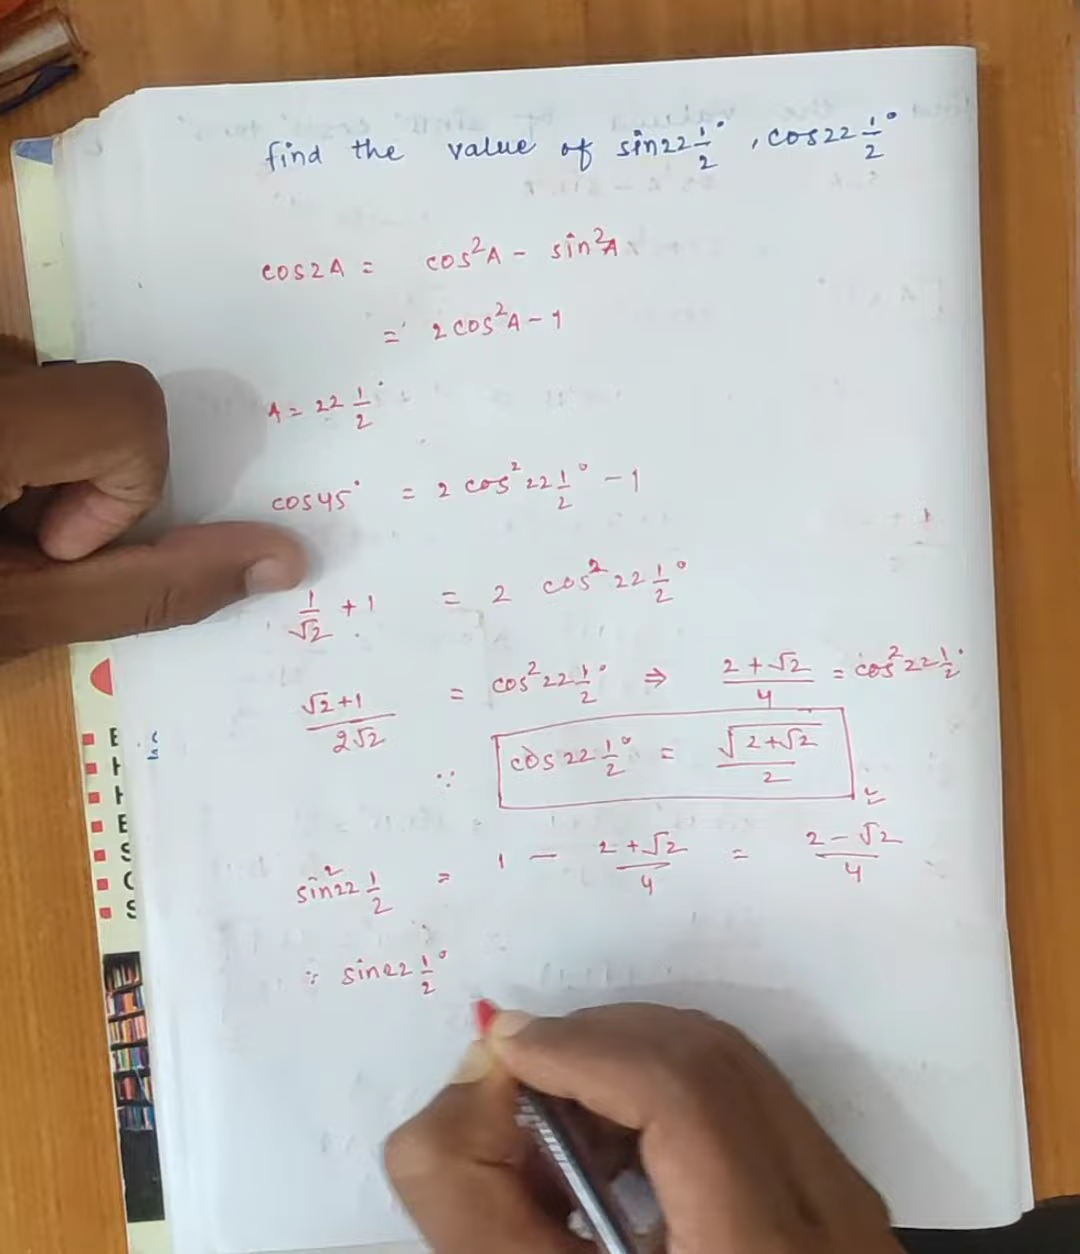 find the value of sin22 1/2°, cos22 1/2°
cos2A = cos²A - sin²A
= 2cos²A - 1
A = 22 1/2°
cos45° = 2 cos² 22 1/2° - 1
1/√2 + 1 = 2 cos² 22 1/2°
√2+1/2√2 = cos² 22 1/2° ⇒ 2+√2/4 = cos² 22 1/2°
∵ cos 22 1/2° = √(2+√2)/2
sin² 22 1/2 = 1 - 2+√2/4 = 2-√2/4
∵ sin22 1/2°
E
H
H
E
S
C
S